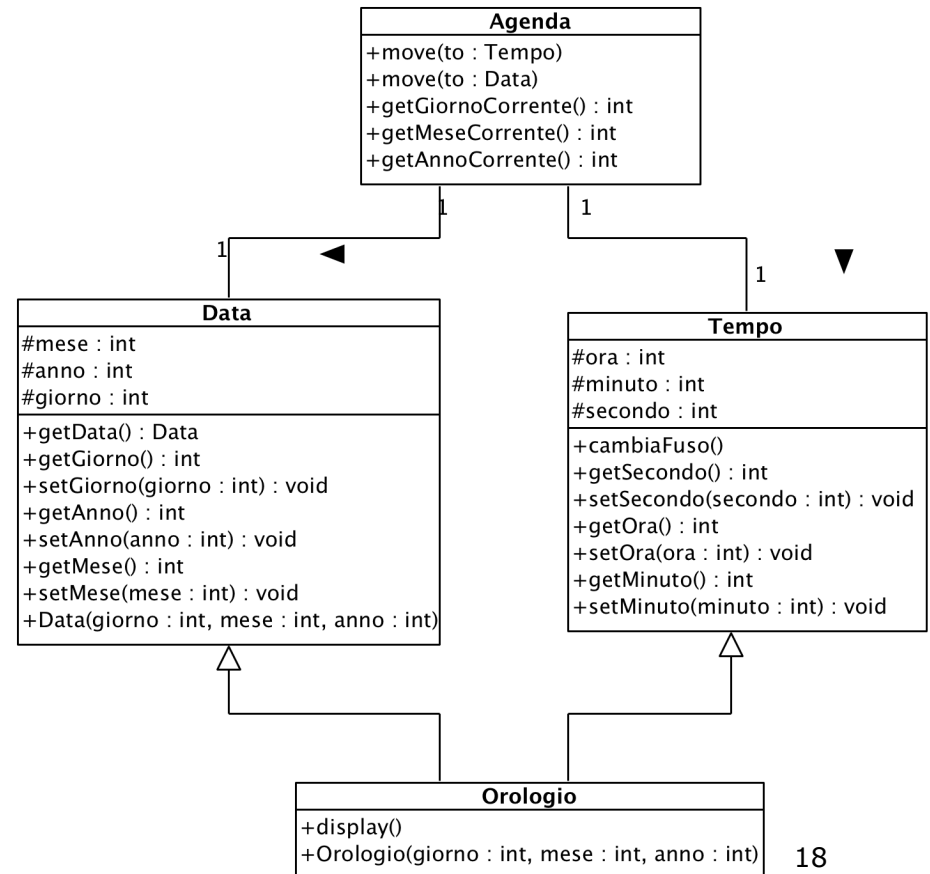 Agenda
+move(to : Tempo)
+move(to : Data)
+getGiornoCorrente() : int
+getMeseCorrente() : int
+getAnnoCorrente() : int
1
1
1
1
Data
#mese : int
#anno : int
#giorno : int
+getData() : Data
+getGiorno() : int
+setGiorno(giorno : int) : void
+getAnno() : int
+setAnno(anno : int) : void
+getMese() : int
+setMese(mese : int) : void
+Data(giorno : int, mese : int, anno : int)
Tempo
#ora : int
#minuto : int
#secondo : int
+cambiaFuso()
+getSecondo() : int
+setSecondo(secondo : int) : void
+getOra() : int
+setOra(ora : int) : void
+getMinuto() : int
+setMinuto(minuto : int) : void
Orologio
+display()
+Orologio(giorno : int, mese : int, anno : int)
18